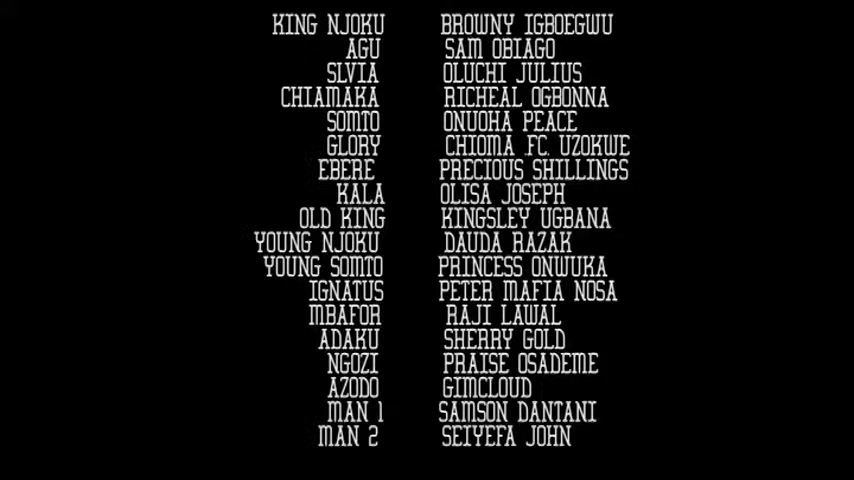 KING NJOKU BROWNY IGBOEGWU
AGU SAM OBIAGO
SLVIA OLUCHI JULIUS
CHIAMAKA RICHEAL OGBONNA
SOMTO ONUOHA PEACE
GLORY CHIOMA .F.C. UZOKWE
EBERE PRECIOUS SHILLINGS
KALA OLISA JOSEPH
OLD KING KINGSLEY UGBANA
YOUNG NJOKU DAUDA RAZAK
YOUNG SOMTO PRINCESS ONWUKA
IGNATUS PETER MAFIA NOSA
MBAFOR RAJI LAWAL
ADAKU SHERRY GOLD
NGOZI PRAISE OSADEME
AZODO GIMCLOUD
MAN 1 SAMSON DANTANI
MAN 2 SEIYEFA JOHN